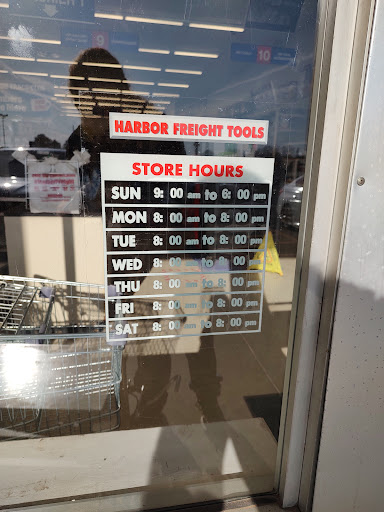 9
10
HARBOR FREIGHT TOOLS
STORE HOURS
SUN 9: 00 am to 6: 00 pm
MON 8: 00 am to 8: 00 pm
TUE 8: 00 am to 8: 00 pm
WED 8: 00 am to 8: 00 pm
THU 8: 00 am to 8: 00 pm
FRI 8: 00 am to 8: 00 pm
SAT 8: 00 am to 8: 00 pm